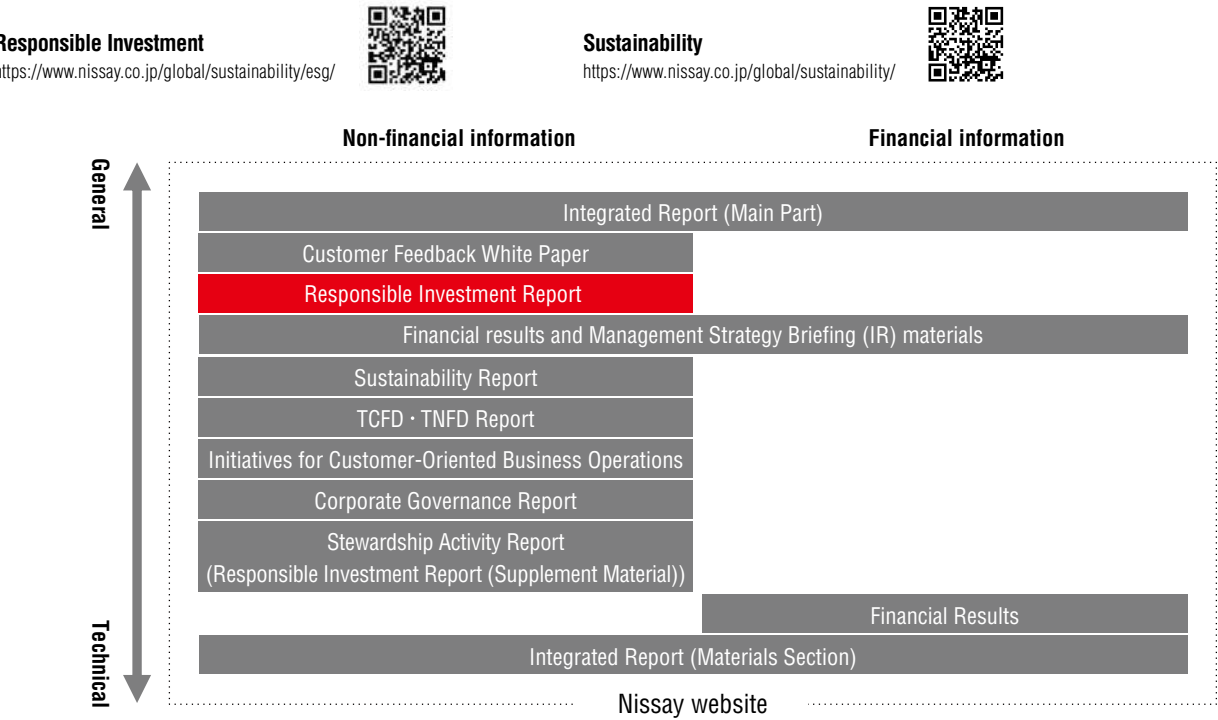 Responsible Investment
https://www.nissay.co.jp/global/sustainability/esg/
Sustainability
https://www.nissay.co.jp/global/sustainability/
Non-financial information
Financial information
General
Integrated Report (Main Part)
Customer Feedback White Paper
Responsible Investment Report
Financial results and Management Strategy Briefing (IR) materials
Sustainability Report
TCFD・TNFD Report
Initiatives for Customer-Oriented Business Operations
Corporate Governance Report
Stewardship Activity Report
(Responsible Investment Report (Supplement Material))
Financial Results
Technical
Integrated Report (Materials Section)
Nissay website